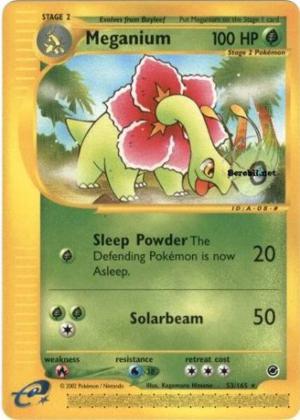 STAGE 2
Evolves from Bayleef
Put Meganium on the Stage 1 card
Meganium
100 HP
Stage 2 Pokémon
Serebii.net
ID/A-08-#
Sleep Powder The
Defending Pokémon is now
Asleep.
20
Solarbeam
50
weakness
resistance
retreat cost
-30
©2002 Pokémon / Nintendo
Illus. Kagemaru Himeno
53/165 ★
e